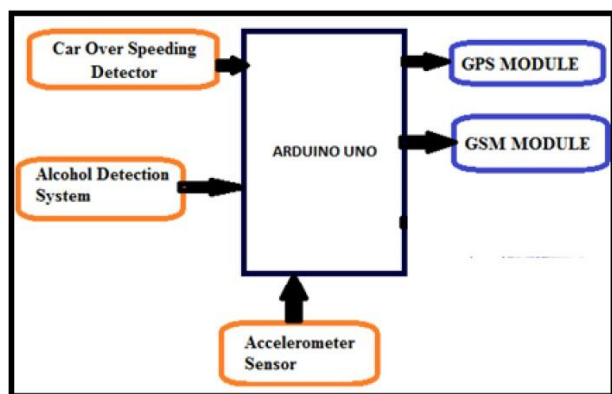 Car Over Speeding
Detector
GPS MODULE
ARDUINO UNO
GSM MODULE
Alcohol Detection
System
Accelerometer
Sensor